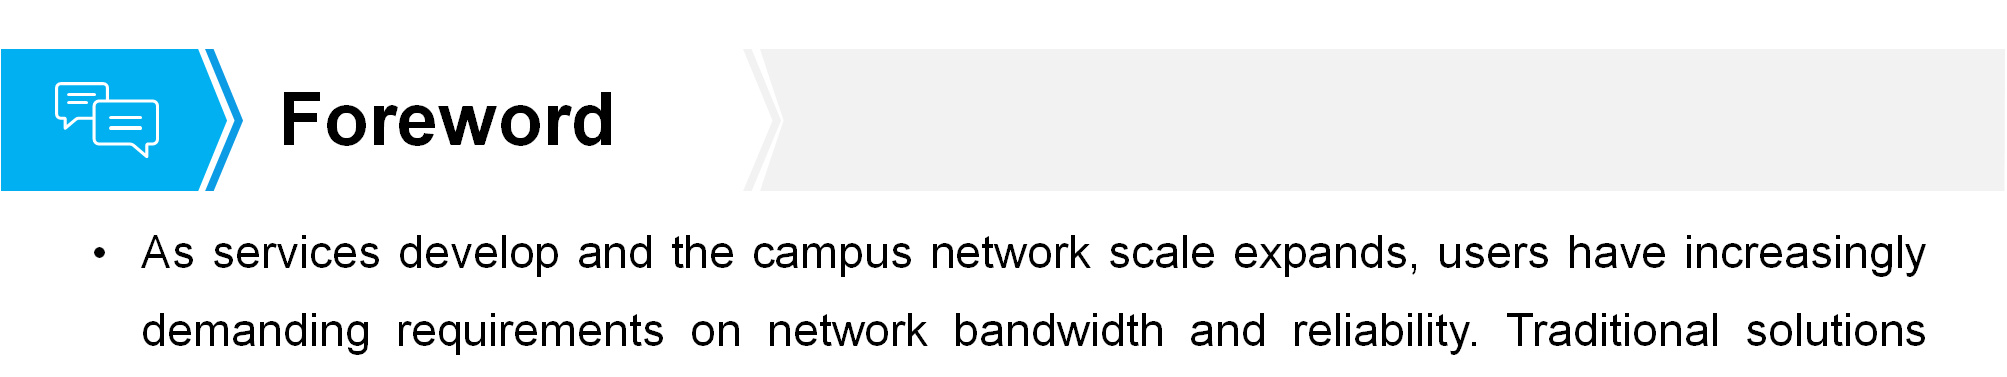 Foreword
• As services develop and the campus network scale expands, users have increasingly
demanding requirements on network bandwidth and reliability. Traditional solutions